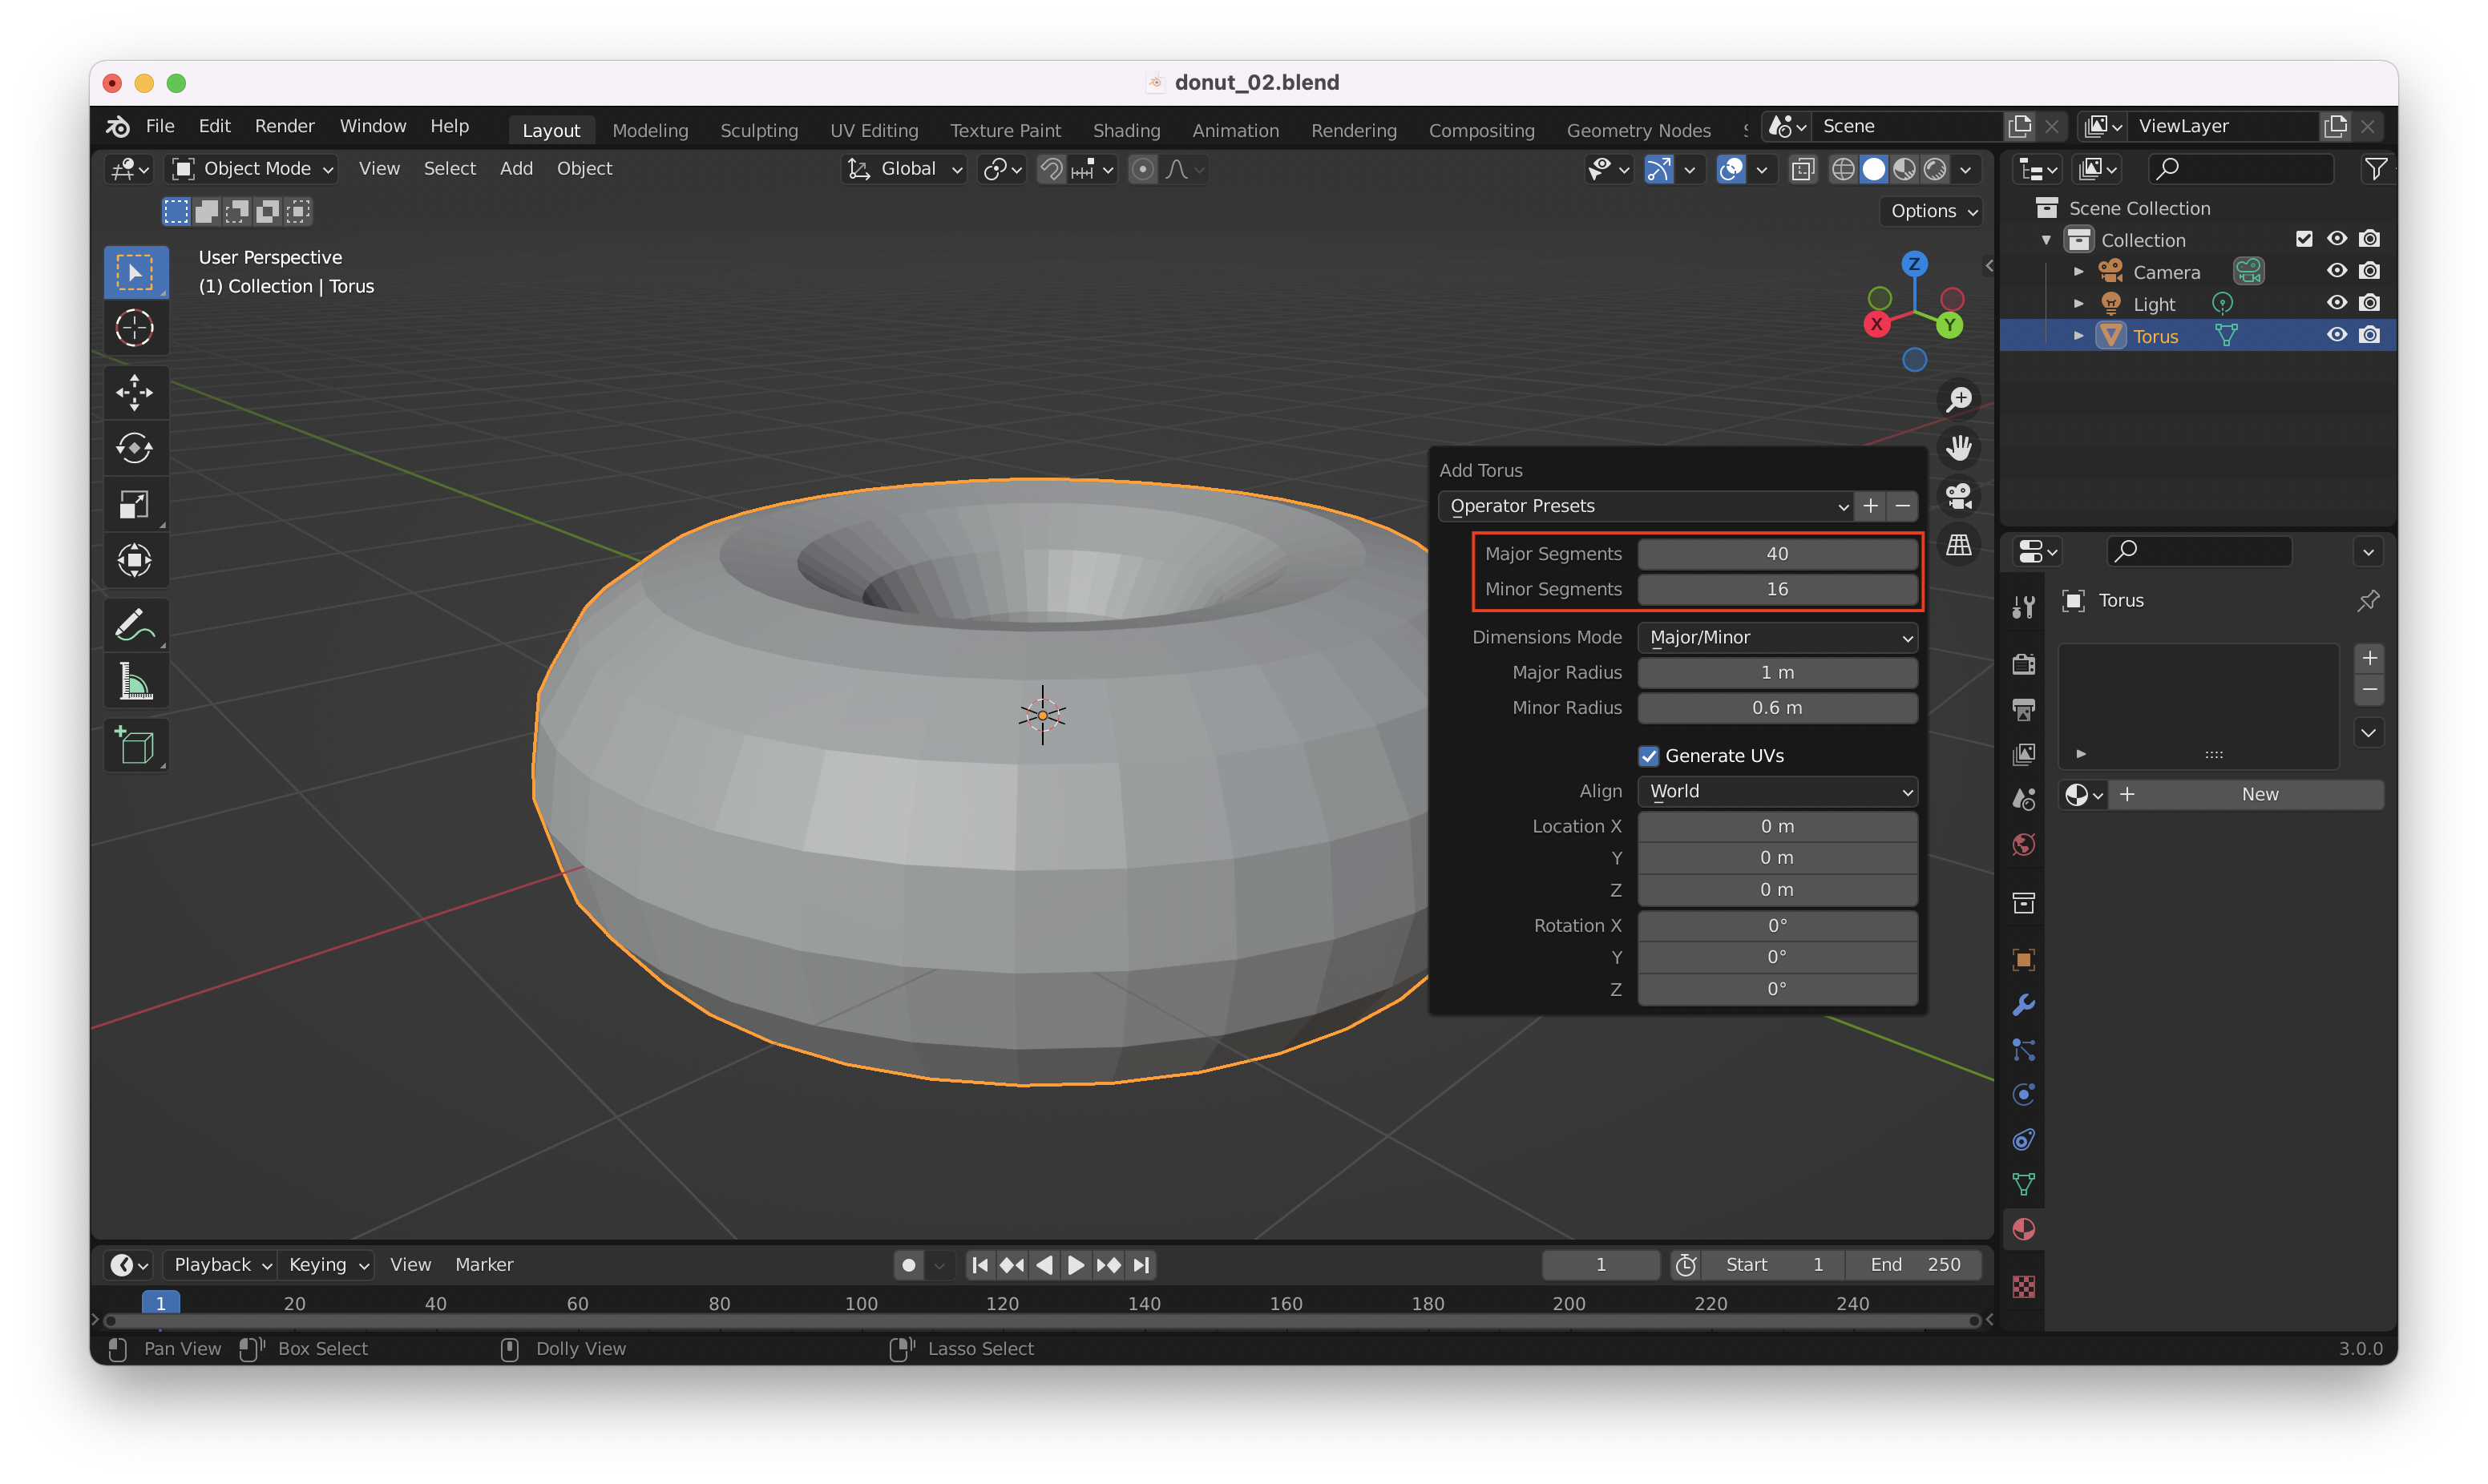 donut_02.blend
File Edit Render Window Help Layout Modeling Sculpting UV Editing Texture Paint Shading Animation Rendering Compositing Geometry Nodes Scene ViewLayer
Object Mode View Select Add Object Global
Options
User Perspective
(1) Collection | Torus
Z
X
Y
Scene Collection
Collection
Camera
Light
Torus
Add Torus
Operator Presets
Major Segments 40
Minor Segments 16
Dimensions Mode Major/Minor
Major Radius 1 m
Minor Radius 0.6 m
Generate UVs
Align World
Location X 0 m
Y 0 m
Z 0 m
Rotation X 0°
Y 0°
Z 0°
Torus
New
Playback Keying View Marker 1 Start 1 End 250
1 20 40 60 80 100 120 140 160 180 200 220 240
Pan View Box Select Dolly View Lasso Select 3.0.0